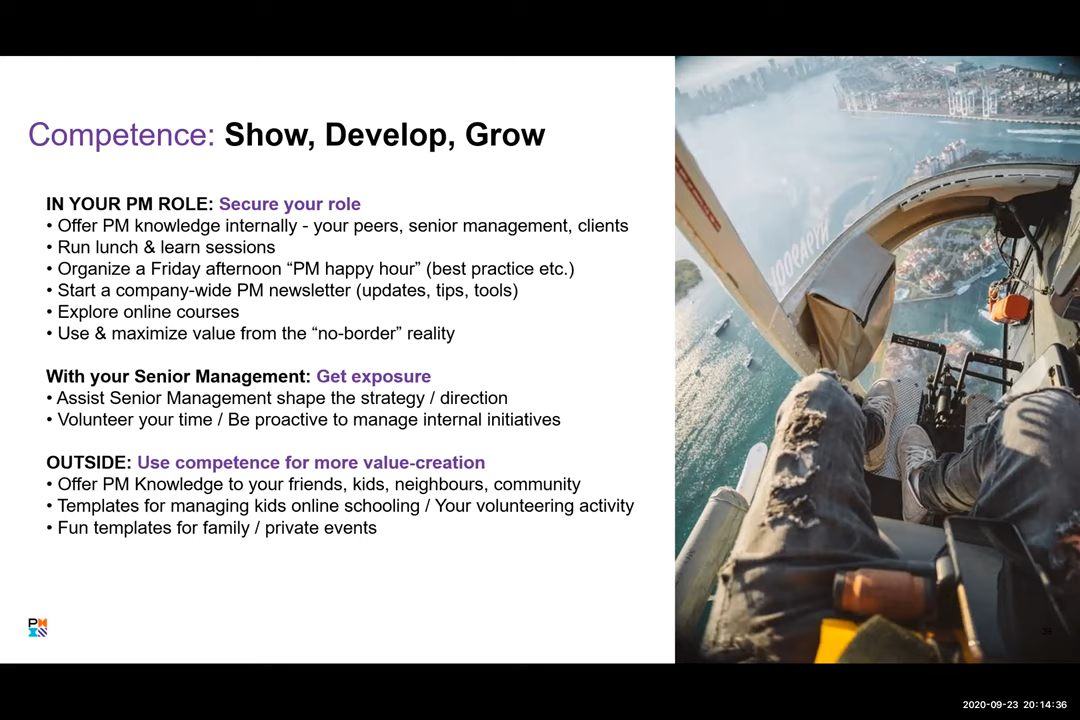 Competence: Show, Develop, Grow
IN YOUR PM ROLE: Secure your role
• Offer PM knowledge internally - your peers, senior management, clients
• Run lunch & learn sessions
• Organize a Friday afternoon “PM happy hour” (best practice etc.)
• Start a company-wide PM newsletter (updates, tips, tools)
• Explore online courses
• Use & maximize value from the “no-border” reality
With your Senior Management: Get exposure
• Assist Senior Management shape the strategy / direction
• Volunteer your time / Be proactive to manage internal initiatives
OUTSIDE: Use competence for more value-creation
• Offer PM Knowledge to your friends, kids, neighbours, community
• Templates for managing kids online schooling / Your volunteering activity
• Fun templates for family / private events
2020-09-23 20:14:36